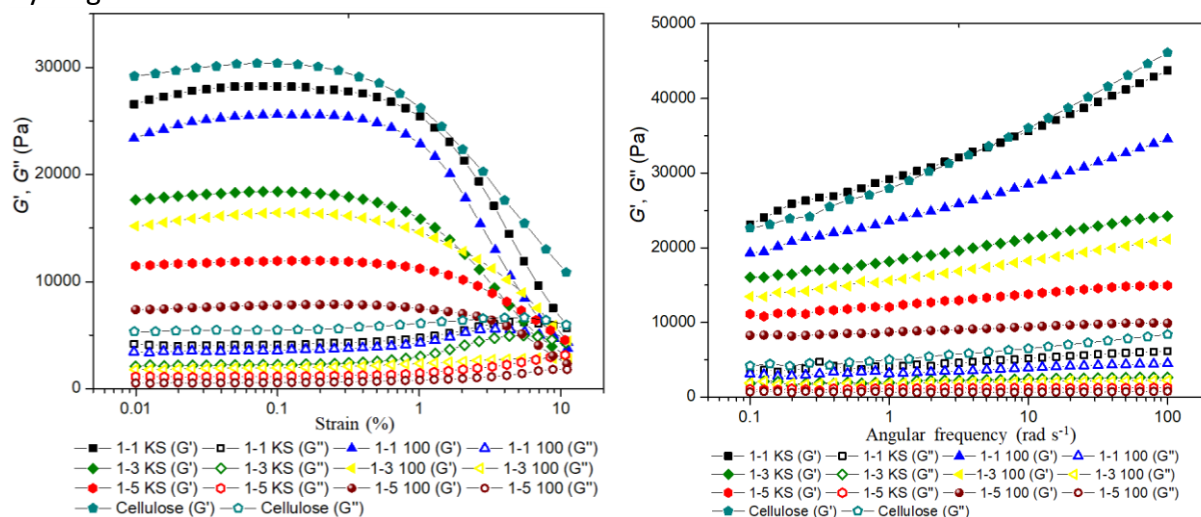 G', G'' (Pa)
30000
20000
10000
0
0.01
0.1
1
10
Strain (%)
1-1 KS (G') 1-1 KS (G'') 1-1 100 (G') 1-1 100 (G'')
1-3 KS (G') 1-3 KS (G'') 1-3 100 (G') 1-3 100 (G'')
1-5 KS (G') 1-5 KS (G'') 1-5 100 (G') 1-5 100 (G'')
Cellulose (G') Cellulose (G'')
G', G'' (Pa)
50000
40000
30000
20000
10000
0
0.1
1
10
100
Angular frequency (rad s⁻¹)
1-1 KS (G') 1-1 KS (G'') 1-1 100 (G') 1-1 100 (G'')
1-3 KS (G') 1-3 KS (G'') 1-3 100 (G') 1-3 100 (G'')
1-5 KS (G') 1-5 KS (G'') 1-5 100 (G') 1-5 100 (G'')
Cellulose (G') Cellulose (G'')